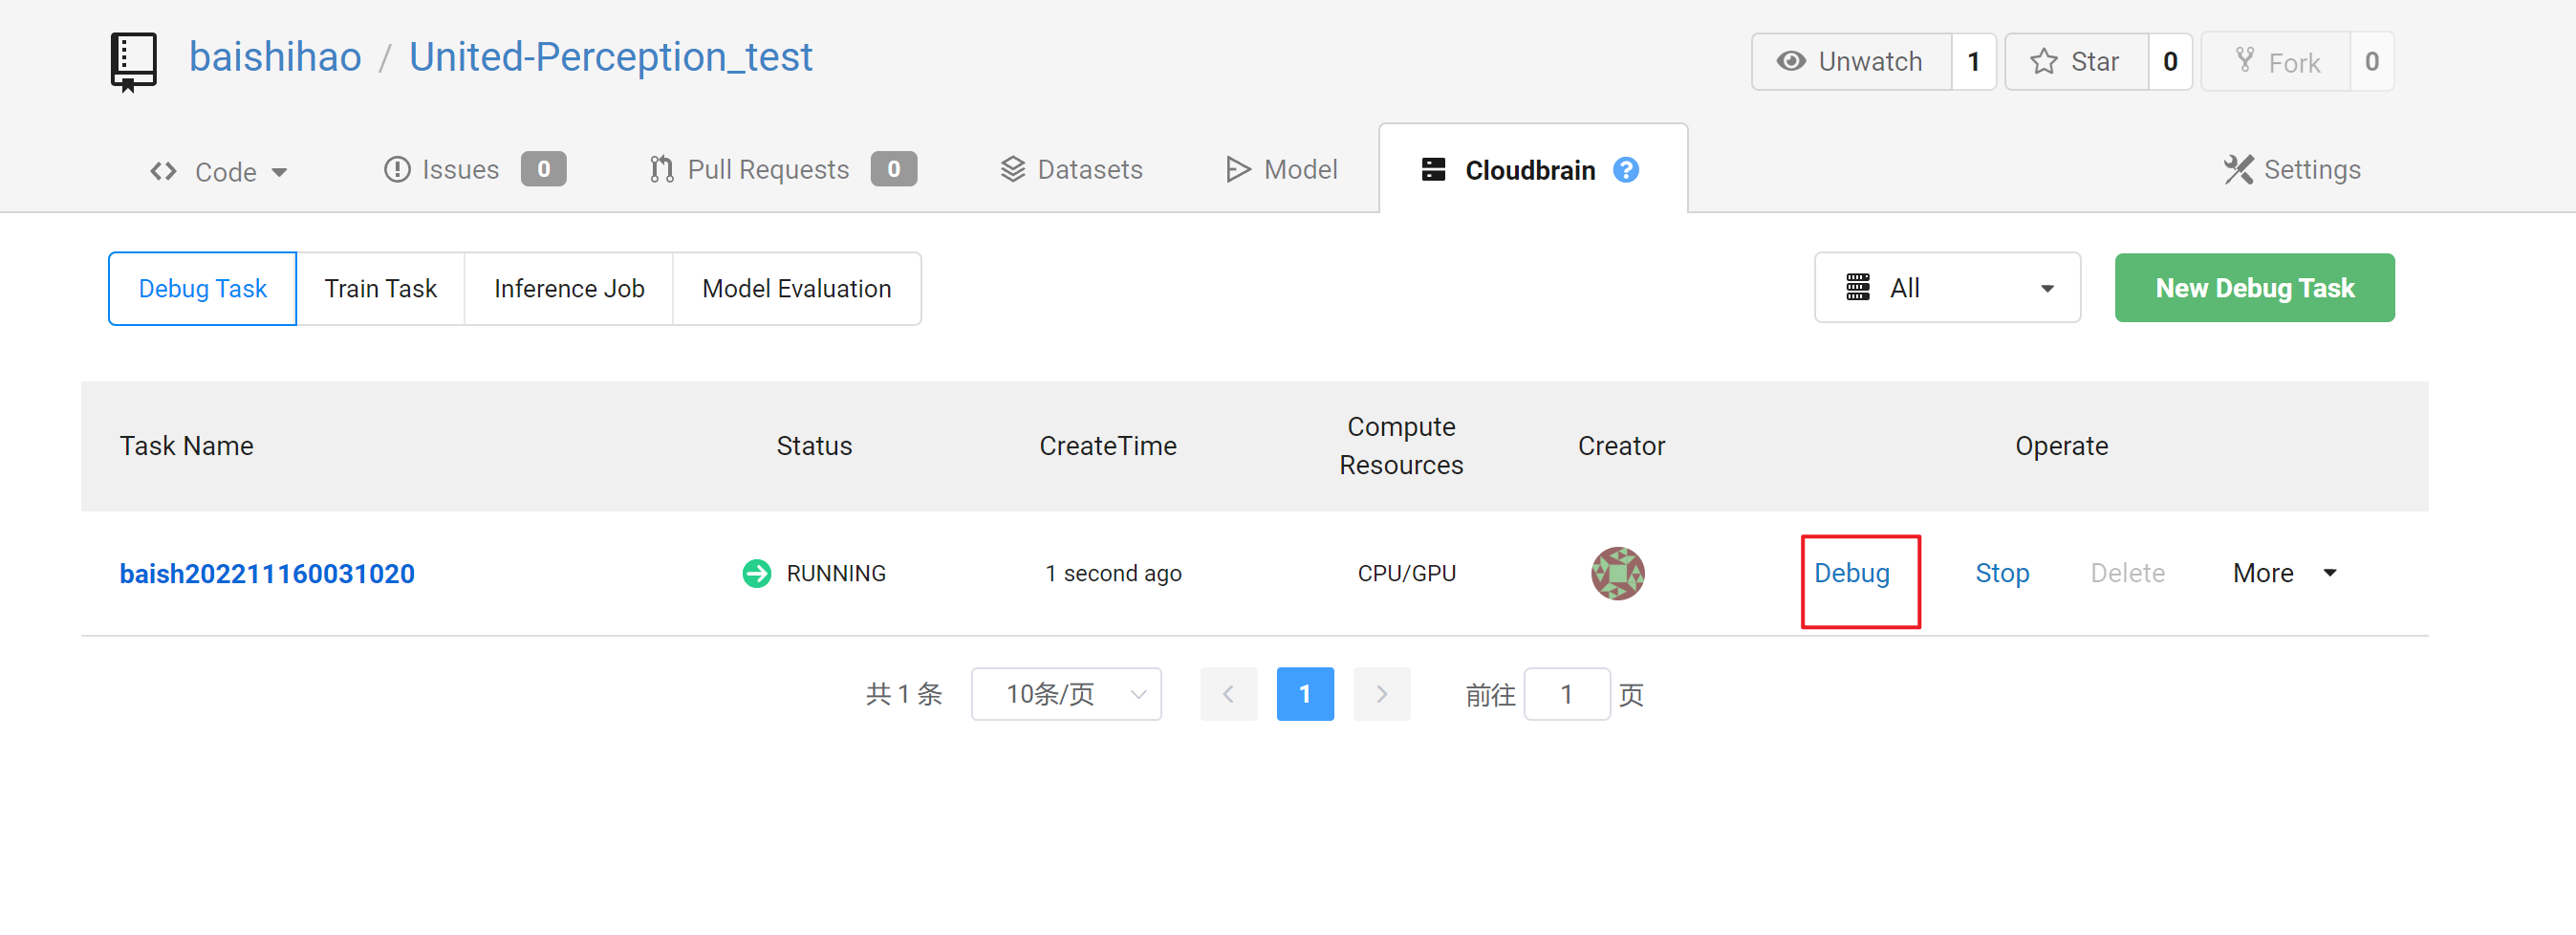 baishihao / United-Perception_test
Unwatch 1 Star 0 Fork 0
Code Issues 0 Pull Requests 0 Datasets Model Cloudbrain ? Settings
Debug Task Train Task Inference Job Model Evaluation All New Debug Task
Task Name Status CreateTime Compute Resources Creator Operate
baish202211160031020 RUNNING 1 second ago CPU/GPU Debug Stop Delete More
共 1 条 10条/页 1 前往 1 页